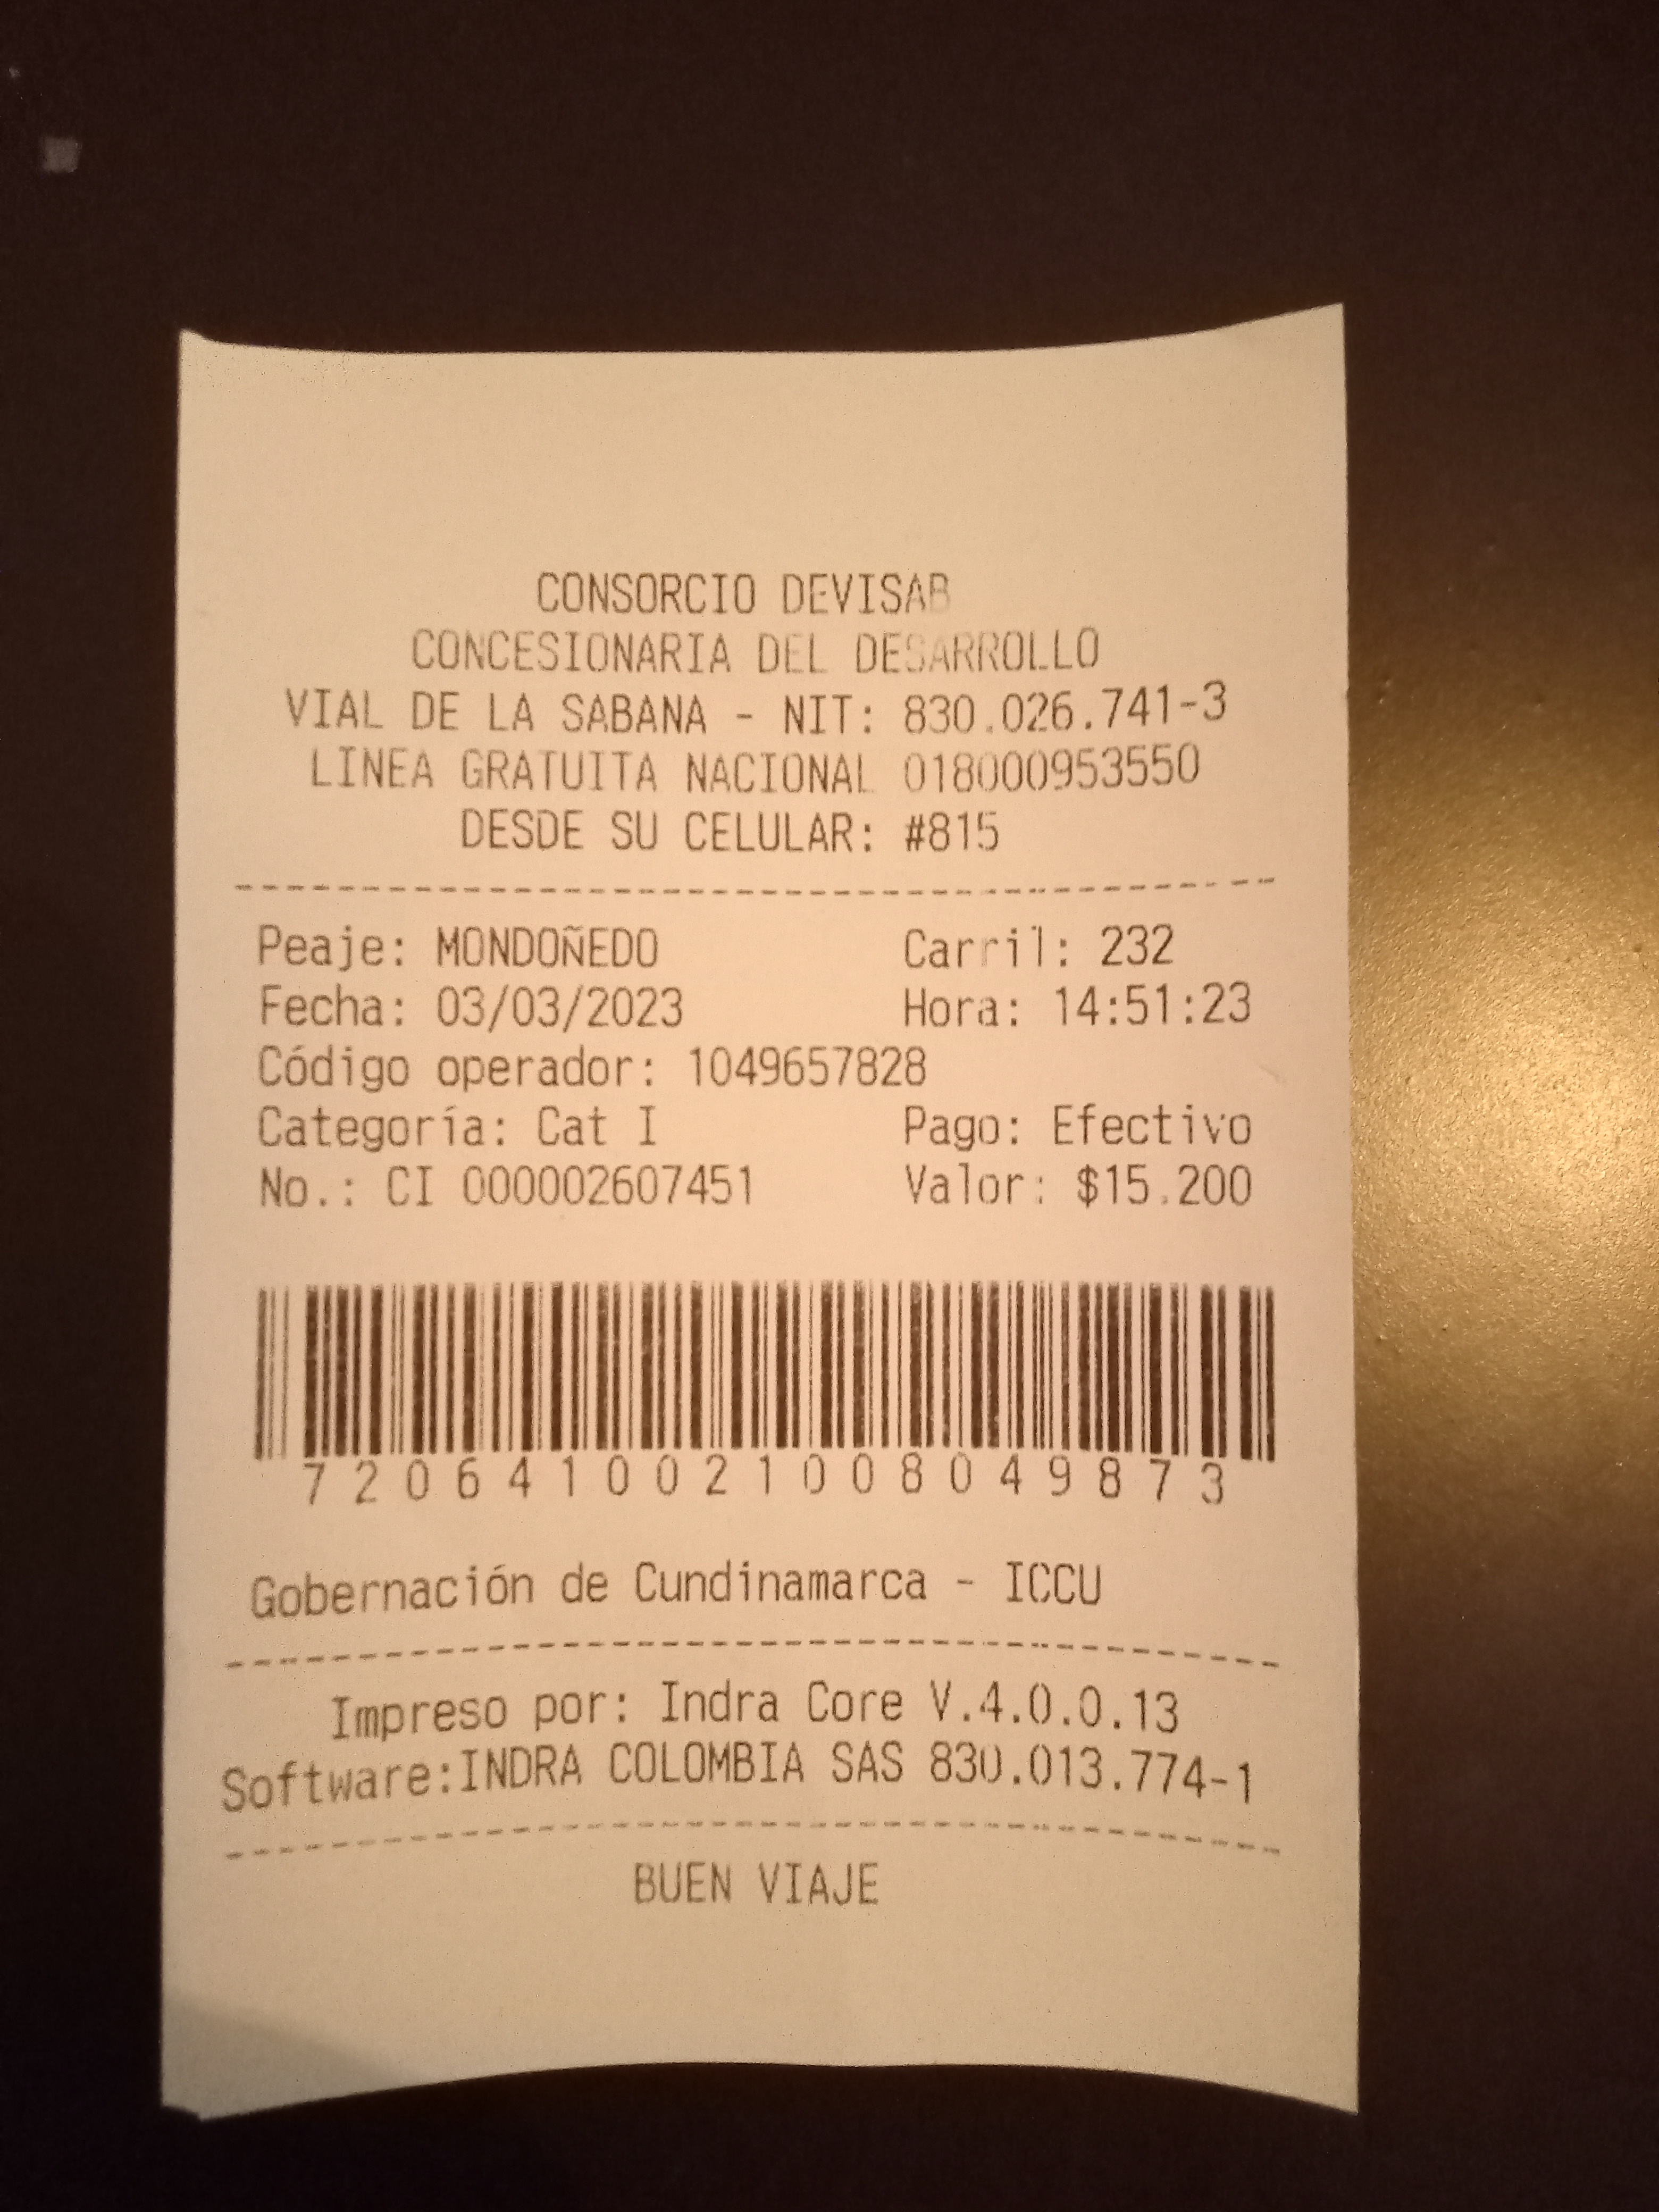 CONSORCIO DEVISAB
CONCESIONARIA DEL DESARROLLO
VIAL DE LA SABANA - NIT: 830.026.741-3
LINEA GRATUITA NACIONAL 018000953550
DESDE SU CELULAR: #815
Peaje: MONDOÑEDO Carril: 232
Fecha: 03/03/2023 Hora: 14:51:23
Código operador: 1049657828
Categoría: Cat I Pago: Efectivo
No.: CI 000002607451 Valor: $15.200
7206410021008049873
Gobernación de Cundinamarca - ICCU
Impreso por: Indra Core V.4.0.0.13
Software:INDRA COLOMBIA SAS 830.013.774-1
BUEN VIAJE